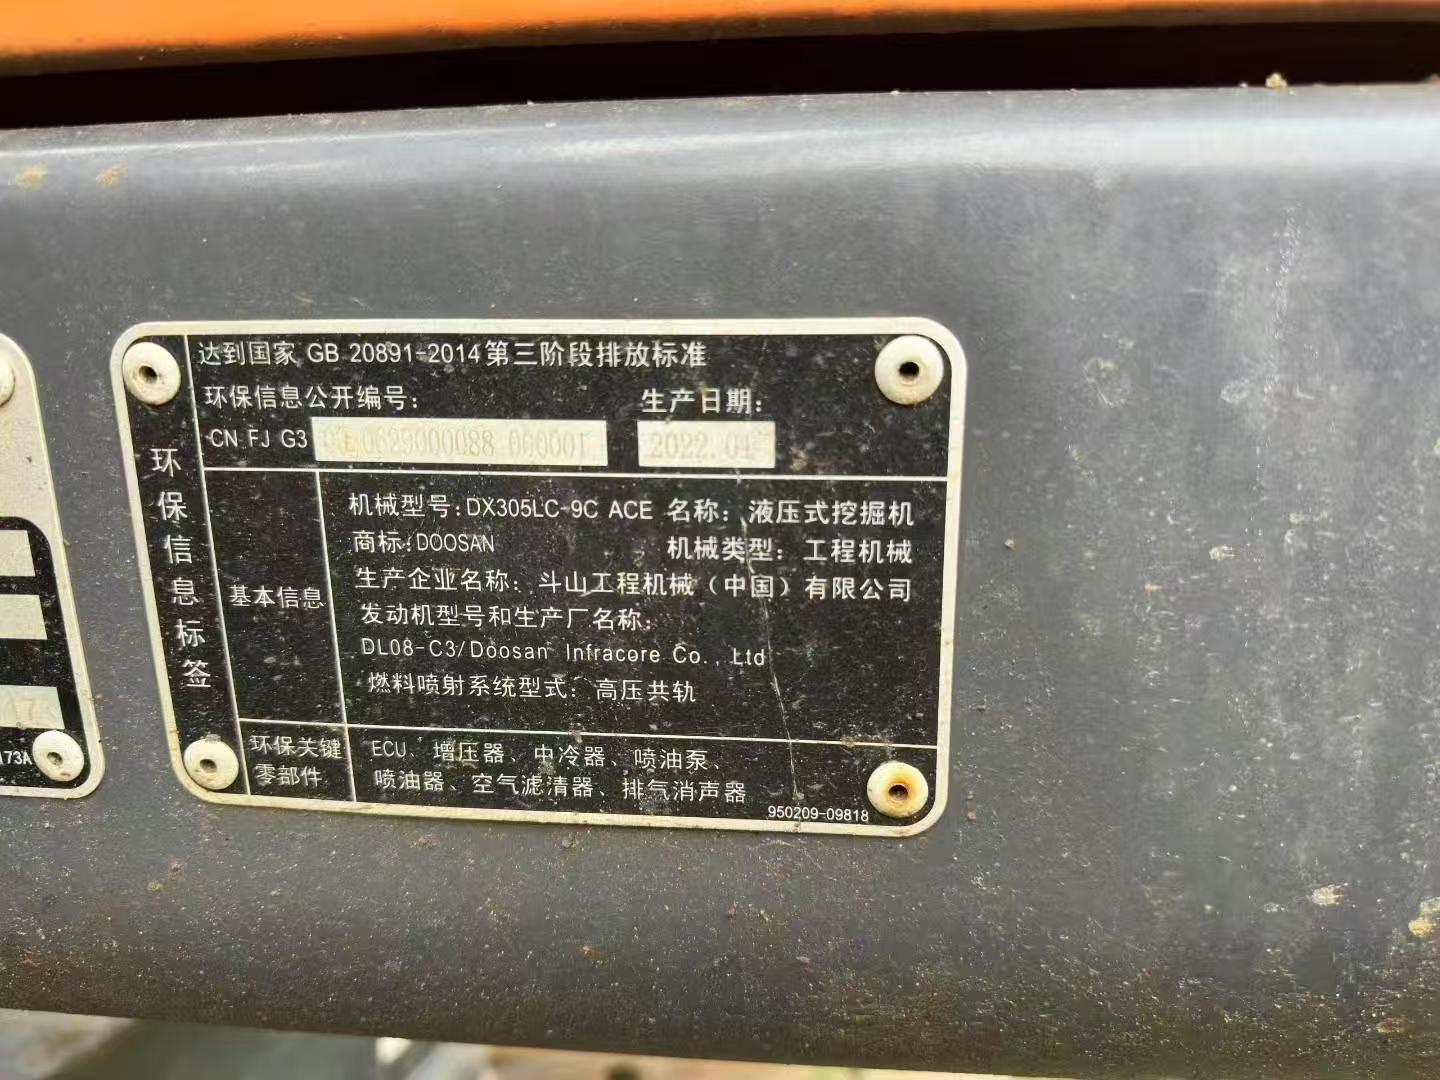 达到国家 GB 20891-2014 第三阶段排放标准
环保信息公开编号：
生产日期：
CN FJ G3 0629000088 000001
2022.01
环保信息标签
基本信息
机械型号：DX305LC-9C ACE 名称：液压式挖掘机
商标：DOOSAN 机械类型：工程机械
生产企业名称：斗山工程机械（中国）有限公司
发动机型号和生产厂名称：
DL08-C3/Doosan Infracore Co., Ltd
燃料喷射系统型式：高压共轨
环保关键零部件
ECU、增压器、中冷器、喷油泵、
喷油器、空气滤清器、排气消声器
950209-09818
173A